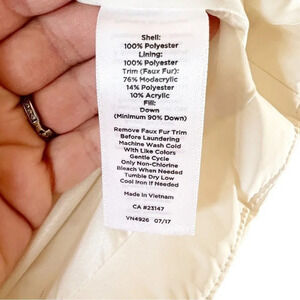 Shell:
100% Polyester
Lining:
100% Polyester
Trim (Faux Fur):
76% Modacrylic
14% Polyester
10% Acrylic
Fill:
Down
(Minimum 90% Down)
Remove Faux Fur Trim
Before Laundering
Machine Wash Cold
With Like Colors
Gentle Cycle
Only Non-Chlorine
Bleach When Needed
Tumble Dry Low
Cool Iron if Needed
Made in Vietnam
CA #23147
VN4926 07/17